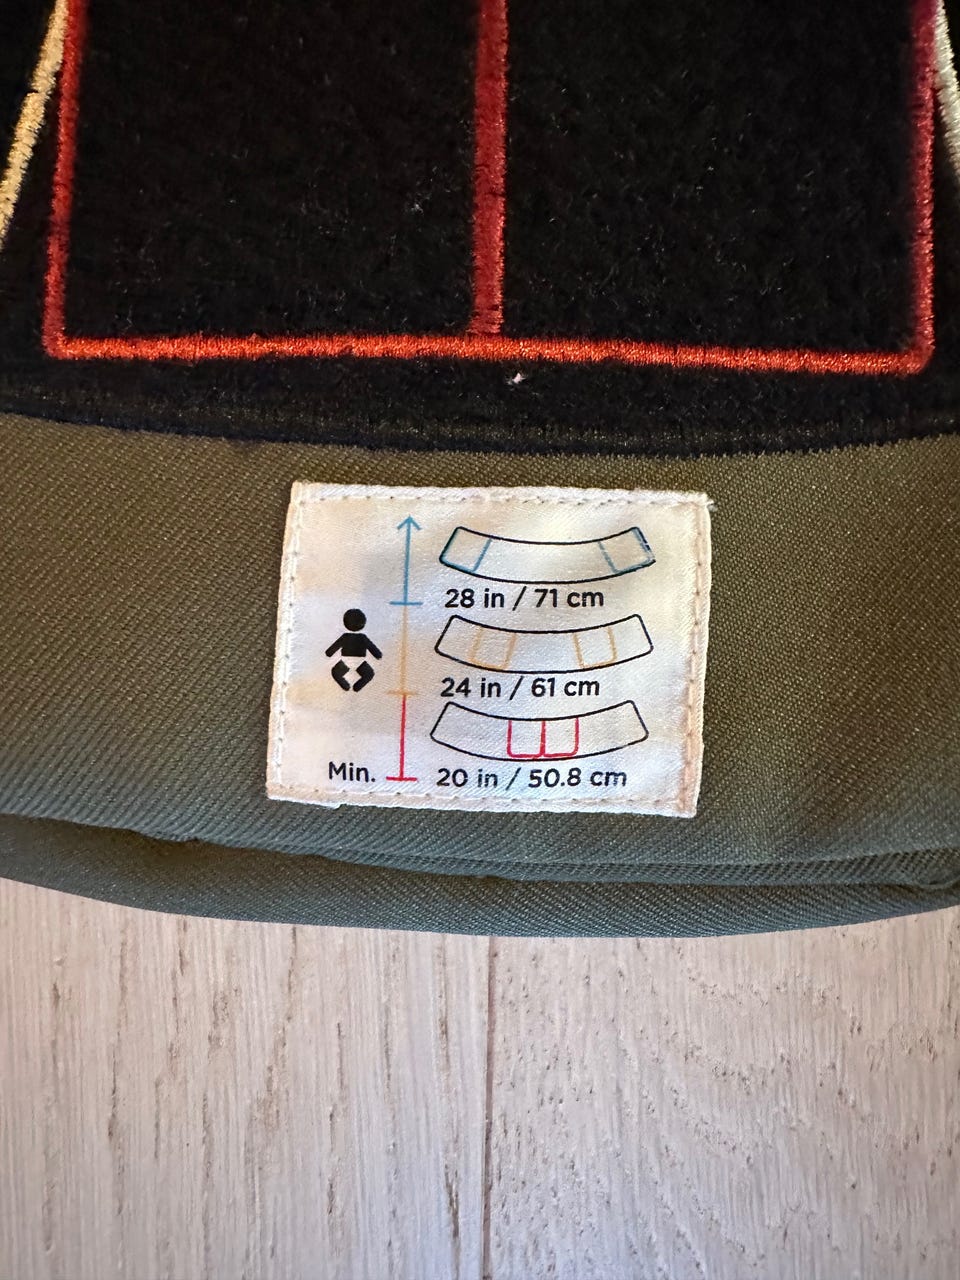 28 in / 71 cm
24 in / 61 cm
Min. 20 in / 50.8 cm